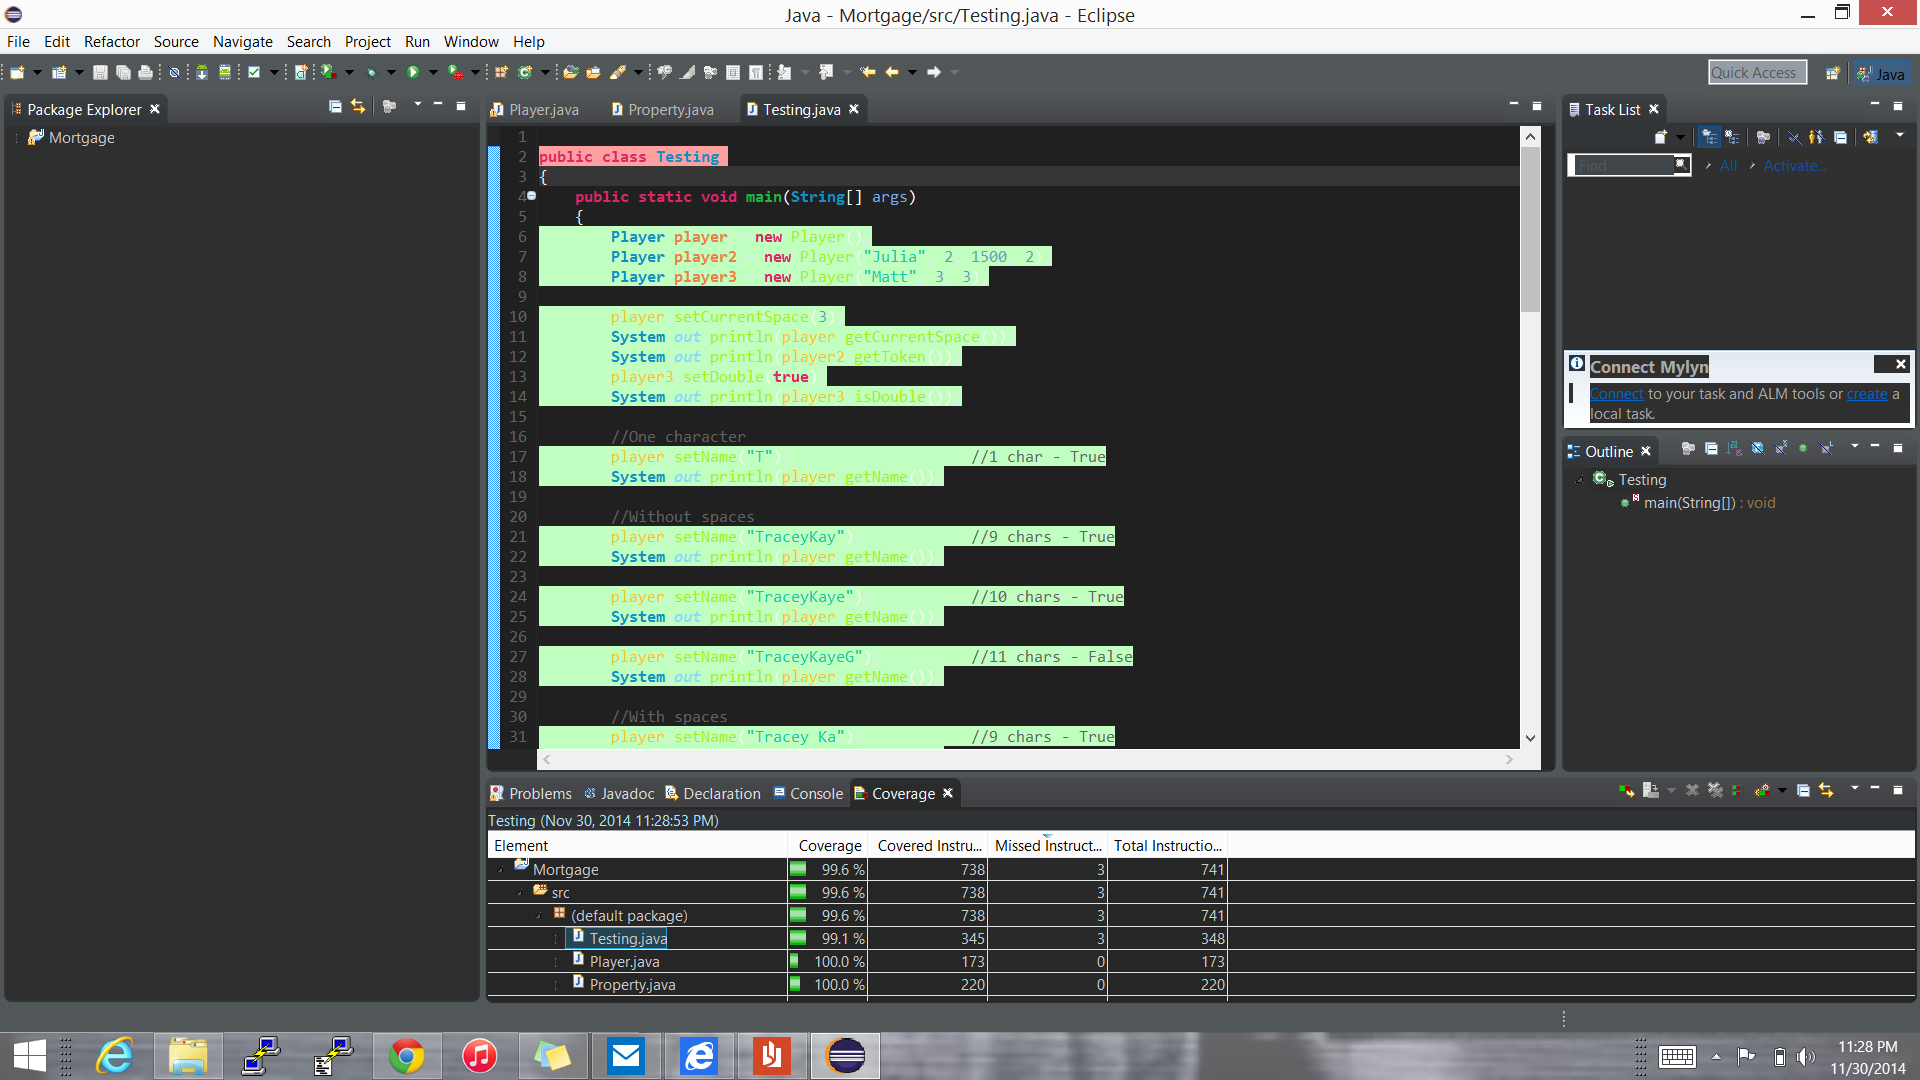 Java - Mortgage/src/Testing.java - Eclipse
File Edit Refactor Source Navigate Search Project Run Window Help
Quick Access
Java
Package Explorer
Mortgage
Player.java Property.java Testing.java
1
2 public class Testing
3 {
4 public static void main(String[] args)
5 {
6 Player player new Player()
7 Player player2 new Player("Julia" 2 1500 2)
8 Player player3 new Player("Matt" 3 3)
9
10 player setCurrentSpace(3)
11 System out println(player getCurrentSpace())
12 System out println(player2 getToken())
13 player3 setDouble(true)
14 System out println(player3 isDouble())
15
16 //One character
17 player setName("T") //1 char - True
18 System out println(player getName())
19
20 //Without spaces
21 player setName("TraceyKay") //9 chars - True
22 System out println(player getName())
23
24 player setName("TraceyKaye") //10 chars - True
25 System out println(player getName())
26
27 player setName("TraceyKayeG") //11 chars - False
28 System out println(player getName())
29
30 //With spaces
31 player setName("Tracey Ka") //9 chars - True
Task List
Find All Activate...
Connect Mylyn
Connect to your task and ALM tools or create a
local task.
Outline
Testing
main(String[]) : void
Problems Javadoc Declaration Console Coverage
Testing (Nov 30, 2014 11:28:53 PM)
Element Coverage Covered Instru... Missed Instruct... Total Instructio...
Mortgage 99.6 % 738 3 741
src 99.6 % 738 3 741
(default package) 99.6 % 738 3 741
Testing.java 99.1 % 345 3 348
Player.java 100.0 % 173 0 173
Property.java 100.0 % 220 0 220
11:28 PM
11/30/2014